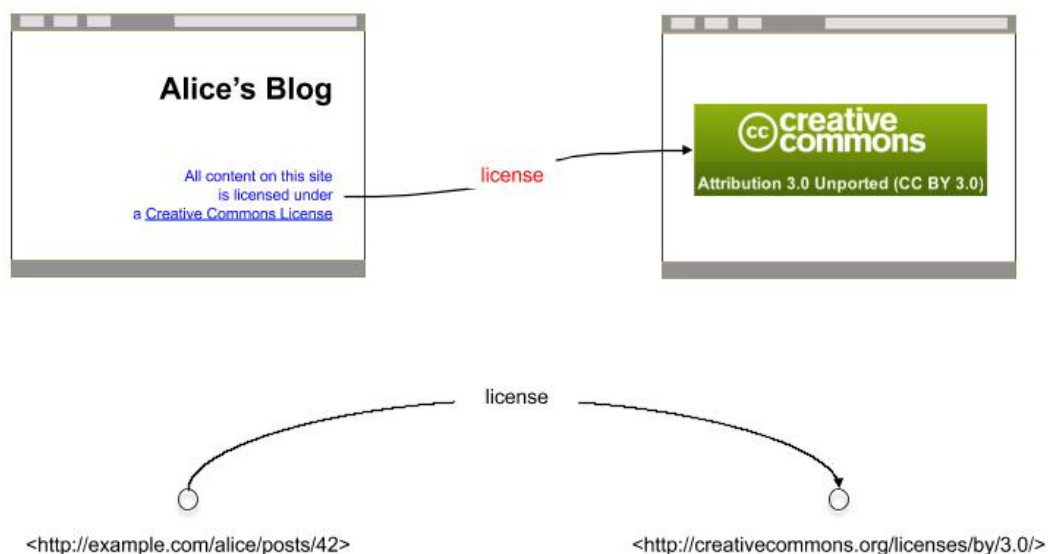 Alice's Blog
All content on this site
is licensed under
a Creative Commons License
license
cc creative
commons
Attribution 3.0 Unported (CC BY 3.0)
license
<http://example.com/alice/posts/42>
<http://creativecommons.org/licenses/by/3.0/>